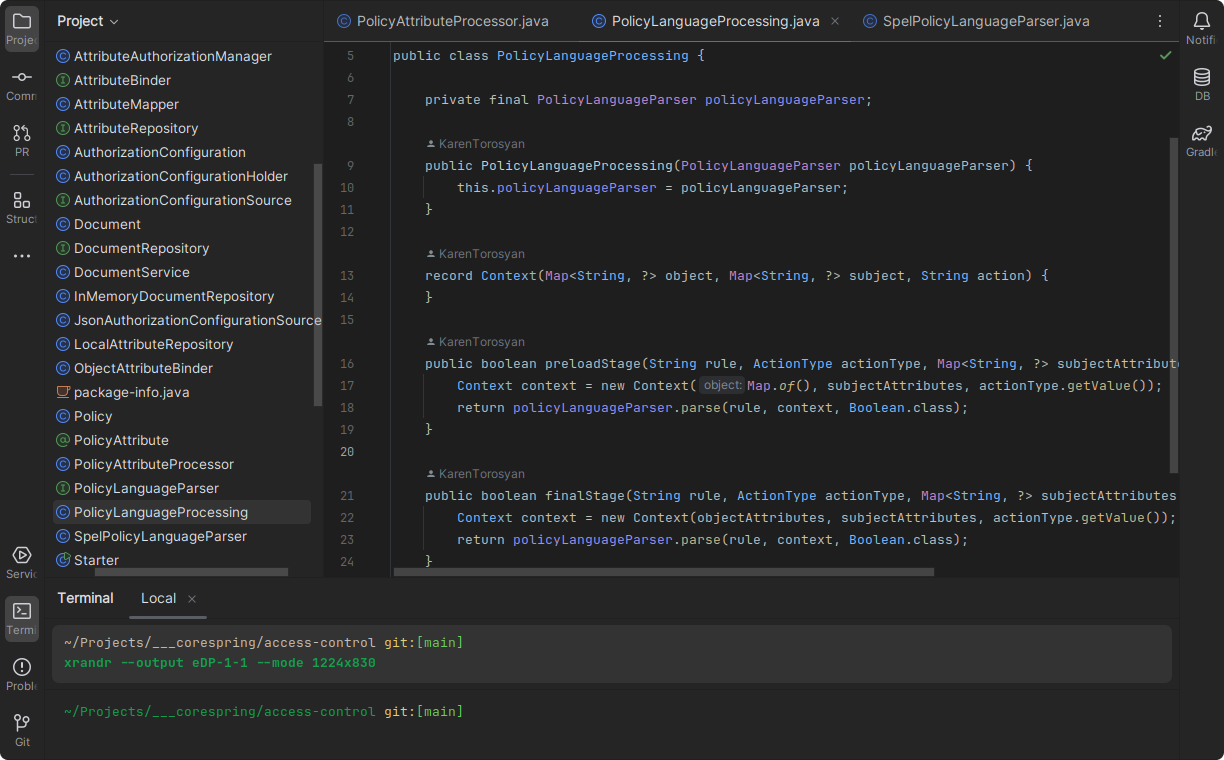 Project
PolicyAttributeProcessor.java
PolicyLanguageProcessing.java
SpelPolicyLanguageParser.java
Proje
Comr
PR
Struct
Servic
Termi
Proble
Git
Notifi
DB
Gradle
AttributeAuthorizationManager
AttributeBinder
AttributeMapper
AttributeRepository
AuthorizationConfiguration
AuthorizationConfigurationHolder
AuthorizationConfigurationSource
Document
DocumentRepository
DocumentService
InMemoryDocumentRepository
JsonAuthorizationConfigurationSource
LocalAttributeRepository
ObjectAttributeBinder
package-info.java
Policy
PolicyAttribute
PolicyAttributeProcessor
PolicyLanguageParser
PolicyLanguageProcessing
SpelPolicyLanguageParser
Starter
5 public class PolicyLanguageProcessing {
6
7 private final PolicyLanguageParser policyLanguageParser;
8
KarenTorosyan
9 public PolicyLanguageProcessing(PolicyLanguageParser policyLanguageParser) {
10 this.policyLanguageParser = policyLanguageParser;
11 }
12
KarenTorosyan
13 record Context(Map<String, ?> object, Map<String, ?> subject, String action) {
14 }
15
KarenTorosyan
16 public boolean preloadStage(String rule, ActionType actionType, Map<String, ?> subjectAttribute
17 Context context = new Context( object: Map.of(), subjectAttributes, actionType.getValue());
18 return policyLanguageParser.parse(rule, context, Boolean.class);
19 }
20
KarenTorosyan
21 public boolean finalStage(String rule, ActionType actionType, Map<String, ?> subjectAttributes
22 Context context = new Context(objectAttributes, subjectAttributes, actionType.getValue());
23 return policyLanguageParser.parse(rule, context, Boolean.class);
24 }
Terminal
Local
~/Projects/___corespring/access-control git:[main]
xrandr --output eDP-1-1 --mode 1224x830
~/Projects/___corespring/access-control git:[main]